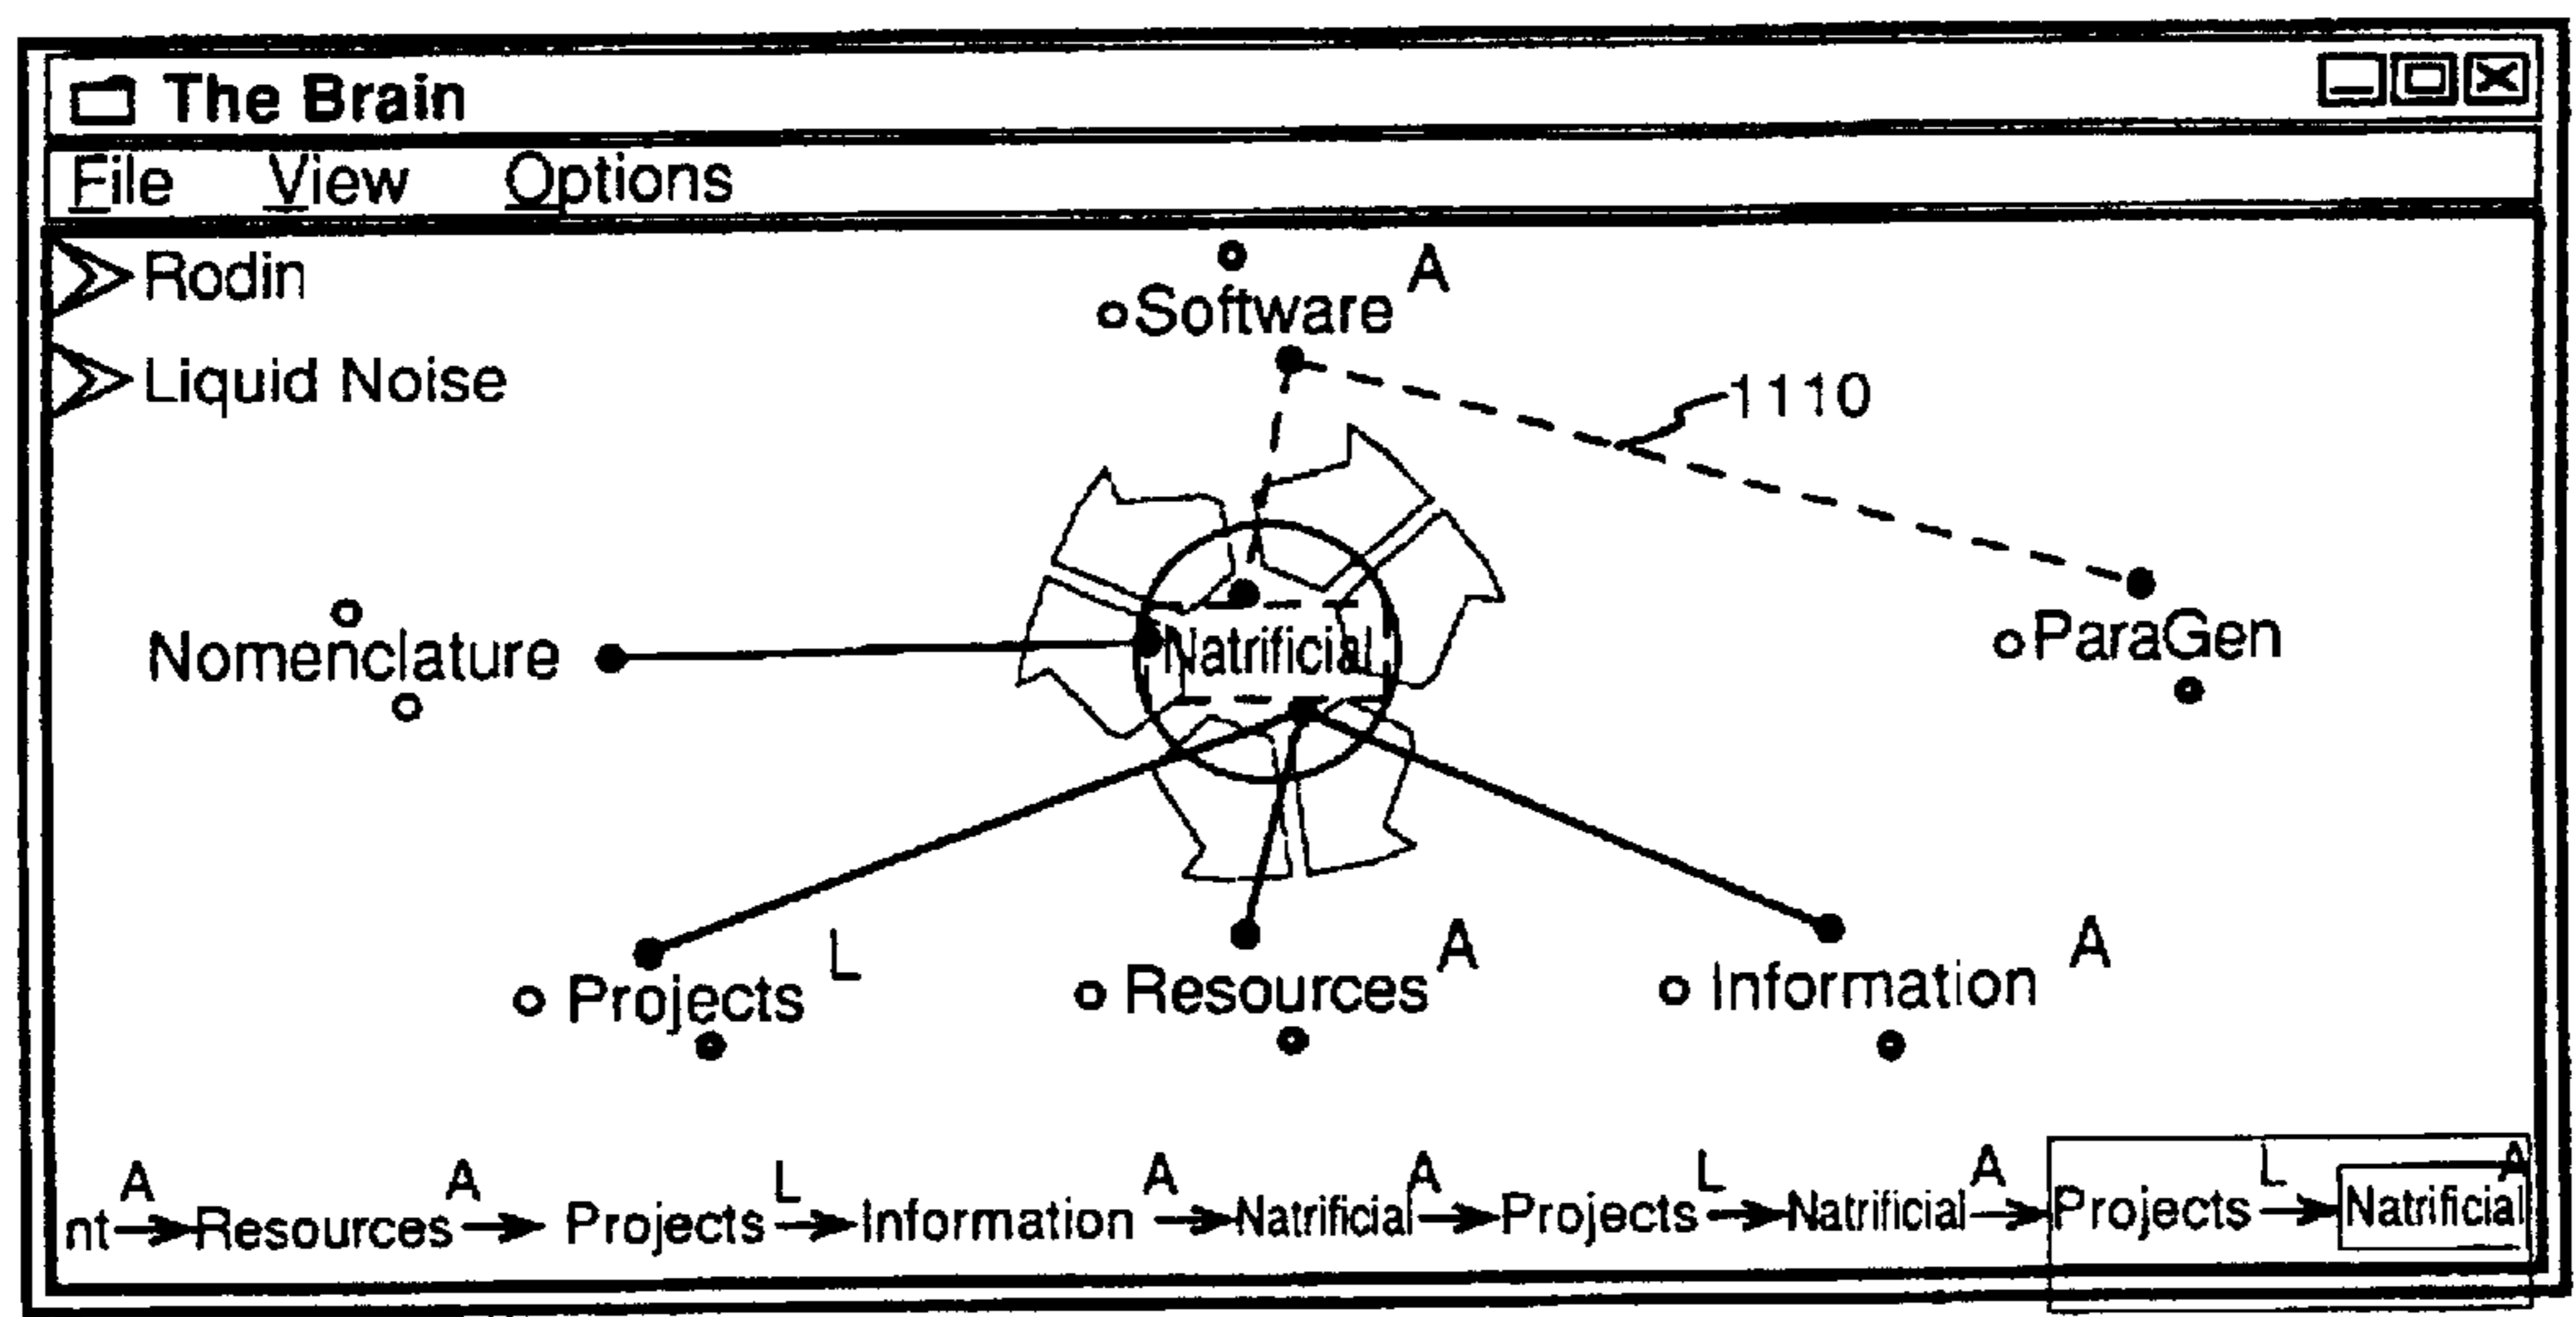 The Brain
File View Options
Rodin
Software A
Liquid Noise
1110
Nomenclature
Natrificial
ParaGen
Projects L
Resources A
Information A
nt A Resources A Projects L Information A Natrificial A Projects L Natrificial A Projects L Natrificial A